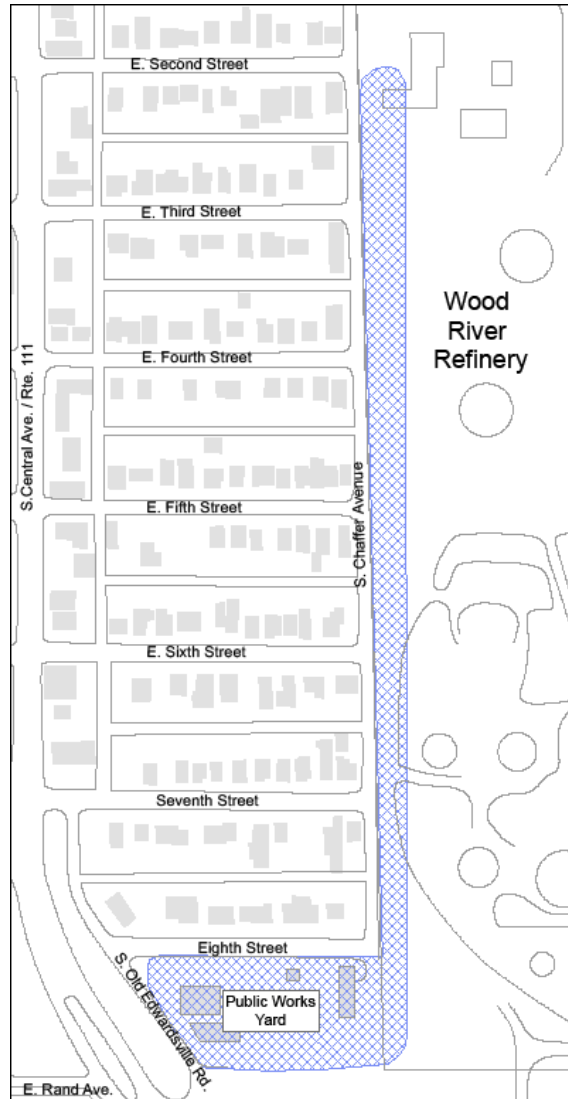 E. Second Street
E. Third Street
Wood
River
Refinery
S.Central Ave. / Rte. 111
E. Fourth Street
S. Chaffer Avenue
E. Fifth Street
E. Sixth Street
Seventh Street
Eighth Street
S. Old Edwardsville Rd.
Public Works
Yard
E. Rand Ave.